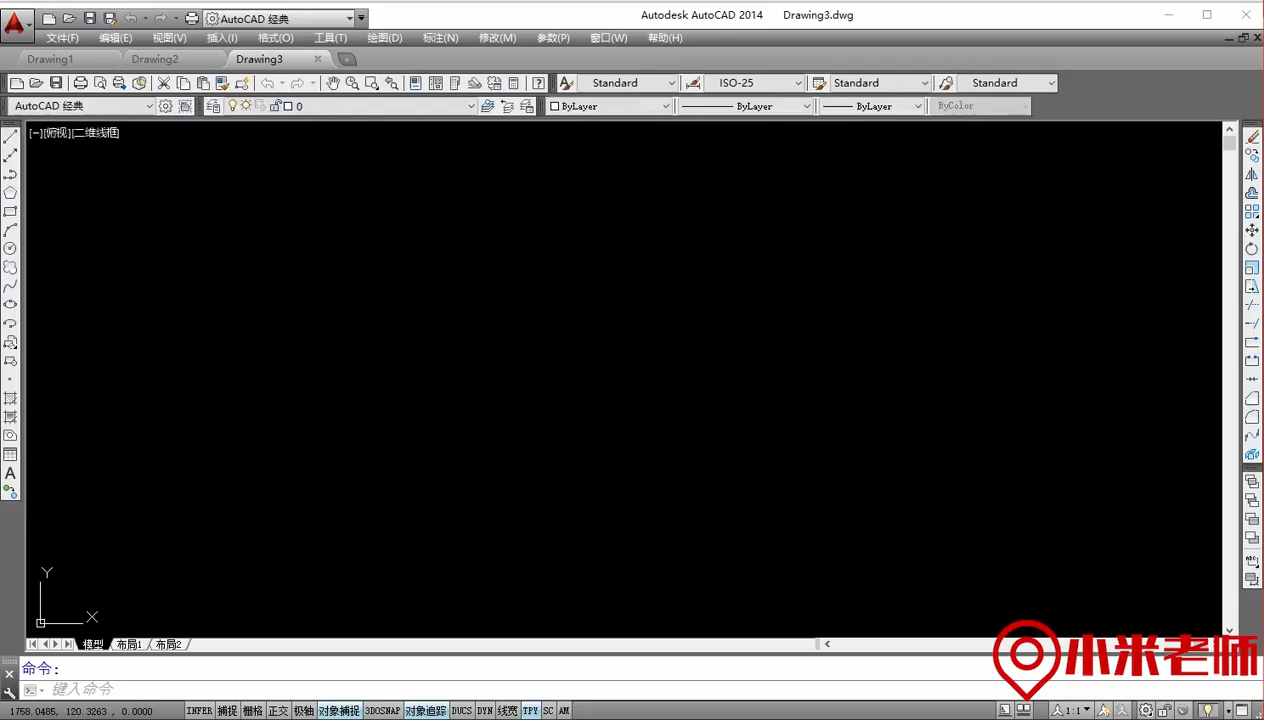 AutoCAD 经典
Autodesk AutoCAD 2014 Drawing3.dwg
文件(F) 编辑(E) 视图(V) 插入(I) 格式(O) 工具(T) 绘图(D) 标注(N) 修改(M) 参数(P) 窗口(W) 帮助(H)
Drawing1 Drawing2 Drawing3
Standard ISO-25 Standard Standard
AutoCAD 经典 0 ByLayer ByLayer ByLayer ByColor
[−][俯视][二维线框]
Y
X
模型 布局1 布局2
命令:
键入命令
小米老师
1758.0485, 120.3263, 0.0000 INFER 捕捉 栅格 正交 极轴 对象捕捉 3DOSNAP 对象追踪 DUCS DYN 线宽 TPY SC AM 1:1